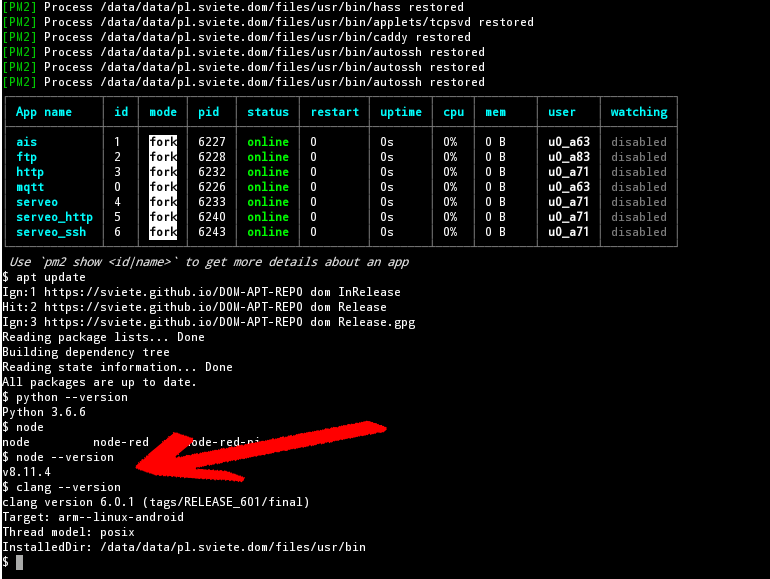 [PM2] Process /data/data/pl.sviete.dom/files/usr/bin/hass restored
[PM2] Process /data/data/pl.sviete.dom/files/usr/bin/applets/tcpsvd restored
[PM2] Process /data/data/pl.sviete.dom/files/usr/bin/caddy restored
[PM2] Process /data/data/pl.sviete.dom/files/usr/bin/autossh restored
[PM2] Process /data/data/pl.sviete.dom/files/usr/bin/autossh restored
[PM2] Process /data/data/pl.sviete.dom/files/usr/bin/autossh restored
App name id mode pid status restart uptime cpu mem user watching
ais 1 fork 6227 online 0 0s 0% 0 B u0_a63 disabled
ftp 2 fork 6228 online 0 0s 0% 0 B u0_a83 disabled
http 3 fork 6232 online 0 0s 0% 0 B u0_a71 disabled
mqtt 0 fork 6226 online 0 0s 0% 0 B u0_a63 disabled
serveo 4 fork 6233 online 0 0s 0% 0 B u0_a71 disabled
serveo_http 5 fork 6240 online 0 0s 0% 0 B u0_a71 disabled
serveo_ssh 6 fork 6243 online 0 0s 0% 0 B u0_a71 disabled
Use `pm2 show <id|name>` to get more details about an app
$ apt update
Ign:1 https://sviete.github.io/DOM-APT-REPO dom InRelease
Hit:2 https://sviete.github.io/DOM-APT-REPO dom Release
Ign:3 https://sviete.github.io/DOM-APT-REPO dom Release.gpg
Reading package lists... Done
Building dependency tree
Reading state information... Done
All packages are up to date.
$ python --version
Python 3.6.6
$ node
node node-red
$ node --version
v8.11.4
$ clang --version
clang version 6.0.1 (tags/RELEASE_601/final)
Target: arm--linux-android
Thread model: posix
InstalledDir: /data/data/pl.sviete.dom/files/usr/bin
$